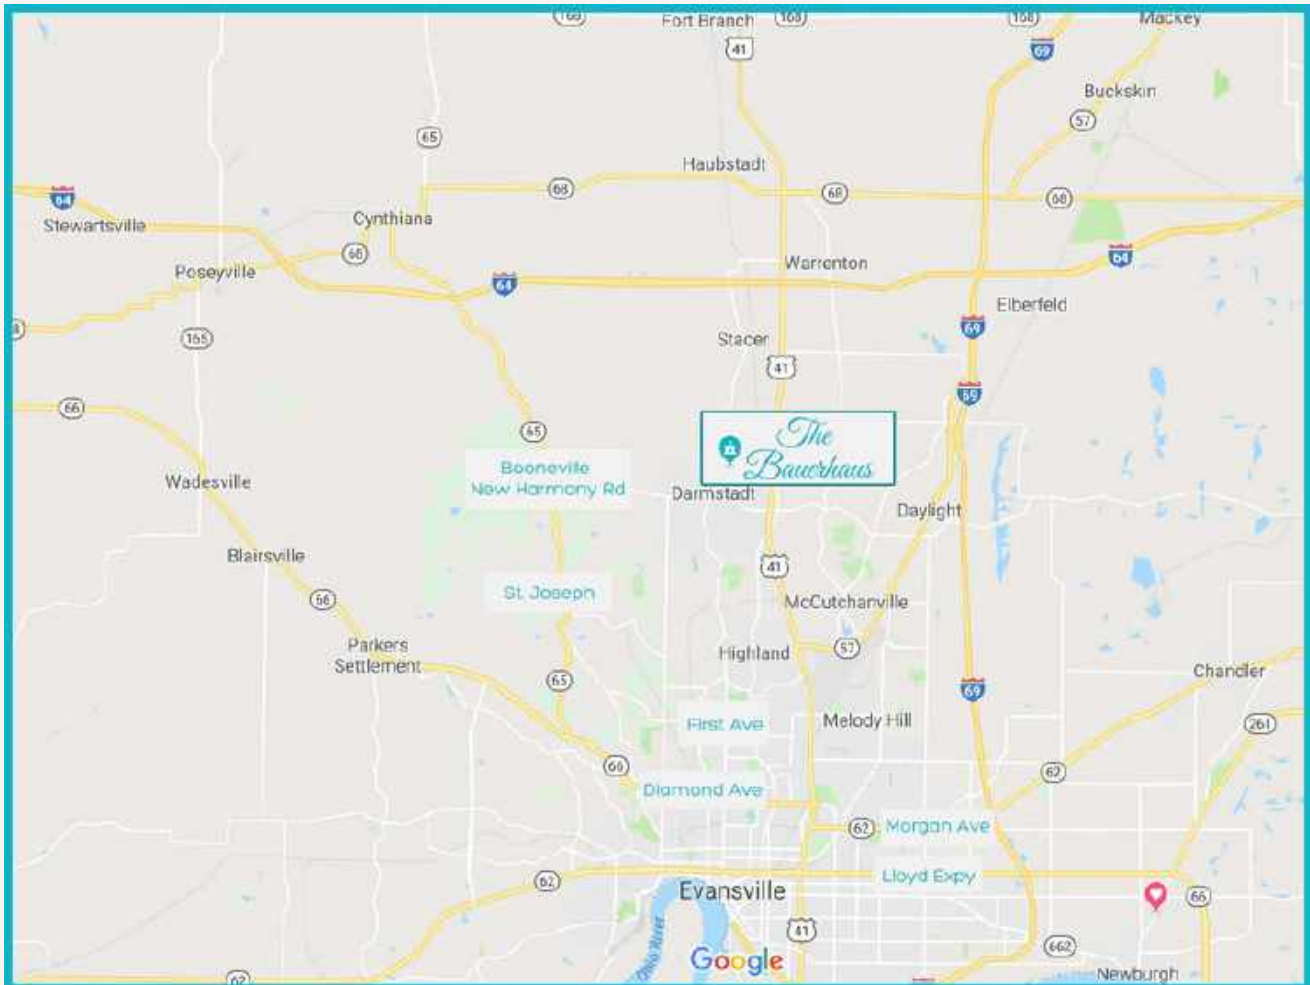 168
Fort Branch
168
168
Mackey
41
69
Buckskin
57
65
Haubstadt
68
68
68
64
Stewartsville
Cynthiana
68
Poseyville
64
Warrenton
64
Elberfeld
69
165
Stacer
41
69
66
65
The
Bauerhaus
Wadesville
Booneville
New Harmony Rd
Darmstadt
Daylight
Blairsville
41
66
St. Joseph
McCutchanville
Parkers
Settlement
Highland
57
Chandler
65
69
First Ave
Melody Hill
261
66
62
Diamond Ave
62
Morgan Ave
62
Lloyd Expy
Evansville
66
41
Ohio River
662
Google
Newburgh
62